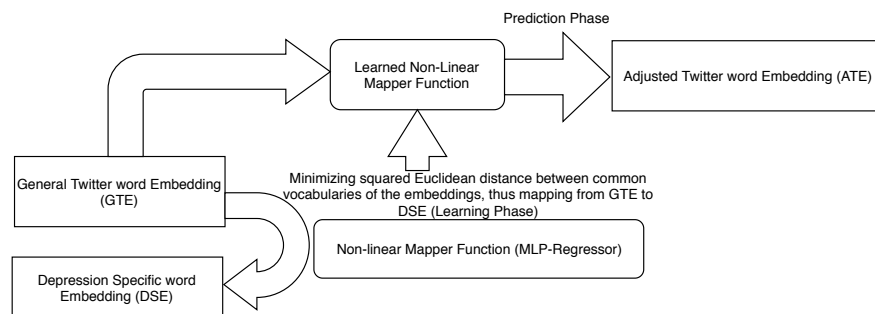 Prediction Phase
Learned Non-Linear
Mapper Function
Adjusted Twitter word Embedding (ATE)
General Twitter word Embedding
(GTE)
Minimizing squared Euclidean distance between common
vocabularies of the embeddings, thus mapping from GTE to
DSE (Learning Phase)
Non-linear Mapper Function (MLP-Regressor)
Depression Specific word
Embedding (DSE)